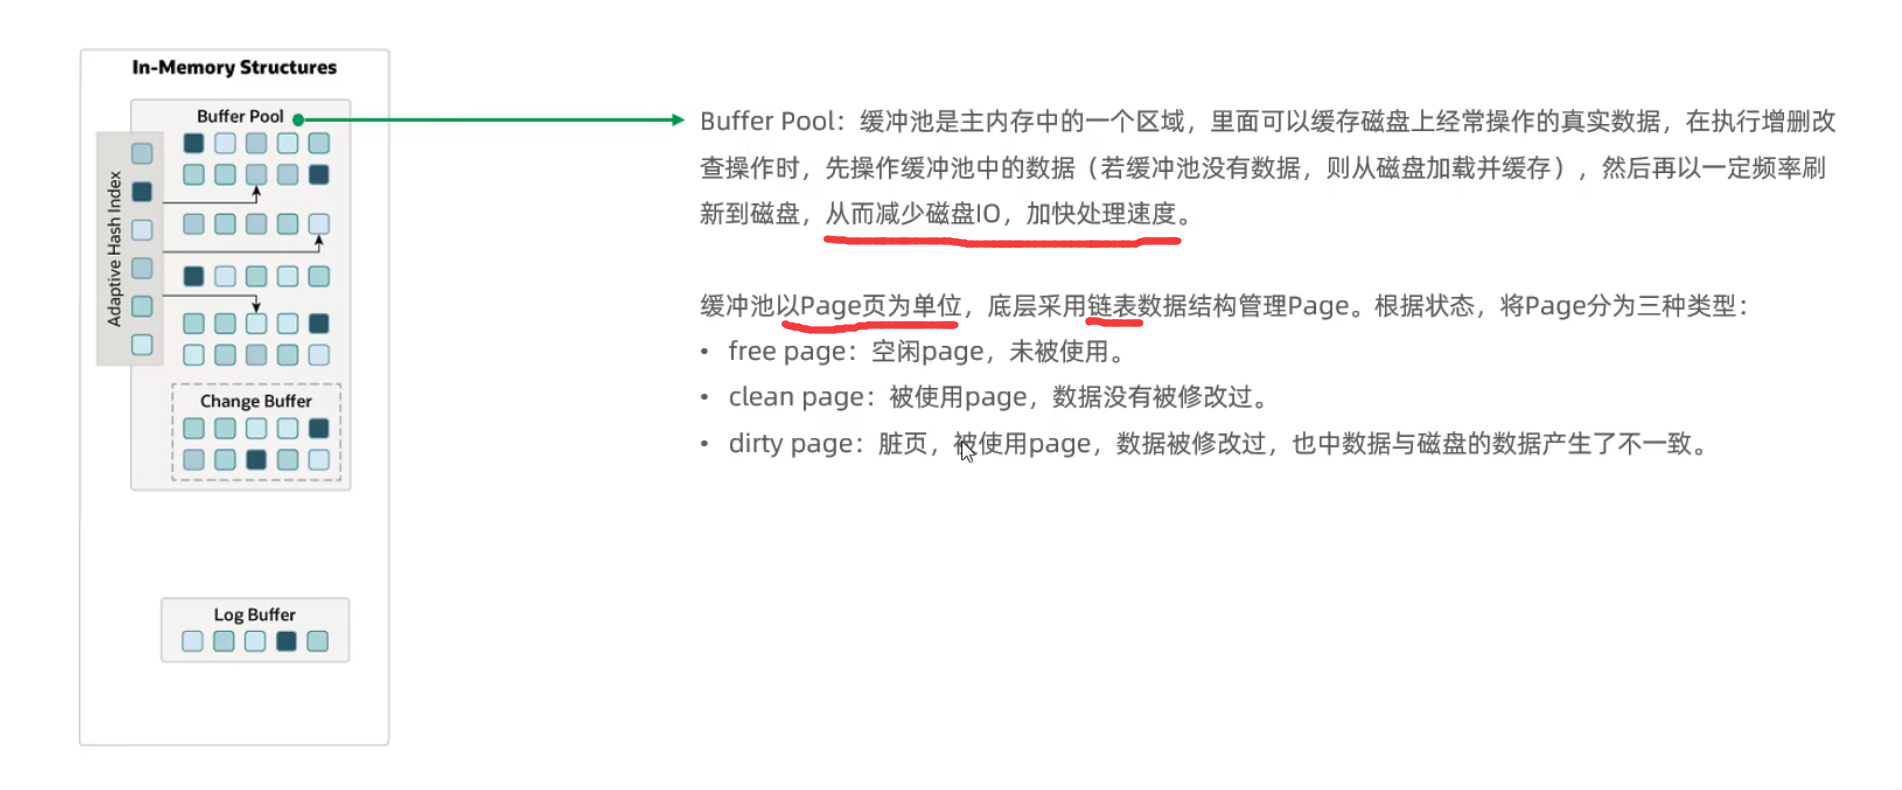 In-Memory Structures
Buffer Pool
Adaptive Hash Index
Change Buffer
Log Buffer
Buffer Pool：缓冲池是主内存中的一个区域，里面可以缓存磁盘上经常操作的真实数据，在执行增删改
查操作时，先操作缓冲池中的数据（若缓冲池没有数据，则从磁盘加载并缓存），然后再以一定频率刷
新到磁盘，从而减少磁盘IO，加快处理速度。
缓冲池以Page页为单位，底层采用链表数据结构管理Page。根据状态，将Page分为三种类型：
• free page：空闲page，未被使用。
• clean page：被使用page，数据没有被修改过。
• dirty page：脏页，被使用page，数据被修改过，也中数据与磁盘的数据产生了不一致。